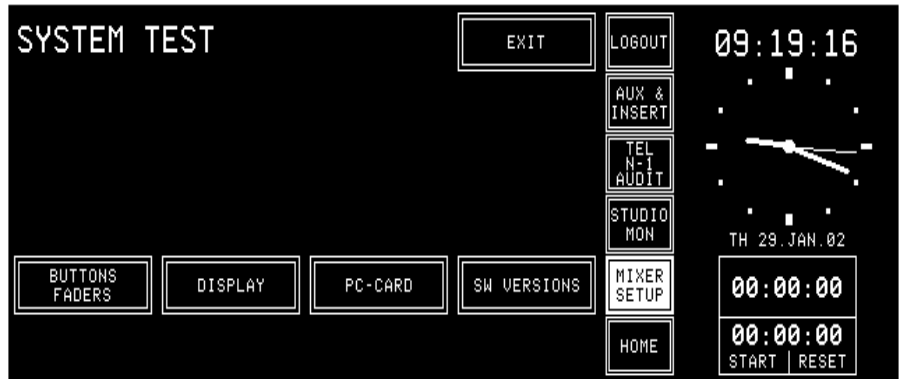 SYSTEM TEST
EXIT
LOGOUT
AUX &
INSERT
TEL
N-1
AUDIT
STUDIO
MON
BUTTONS
FADERS
DISPLAY
PC-CARD
SW VERSIONS
MIXER
SETUP
HOME
09:19:16
TH 29.JAN.02
00:00:00
00:00:00
START | RESET